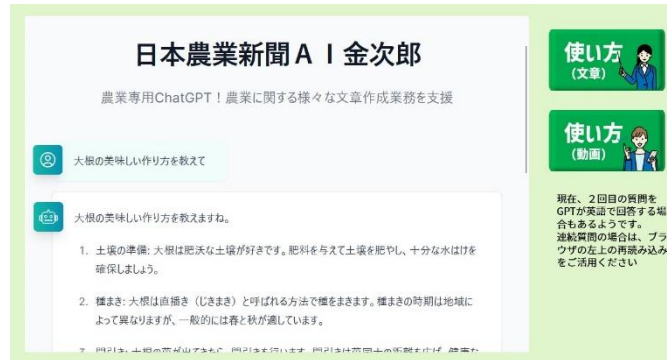 日本農業新聞ＡＩ金次郎
農業専用ChatGPT！農業に関する様々な文章作成業務を支援
大根の美味しい作り方を教えて
大根の美味しい作り方を教えますね。
1. 土壌の準備: 大根は肥沃な土壌が好きです。肥料を与えて土壌を肥やし、十分な水はけを
確保しましょう。
2. 種まき: 大根は直播き（じきまき）と呼ばれる方法で種をまきます。種まきの時期は地域に
よって異なりますが、一般的には春と秋が適しています。
使い方
（文章）
使い方
（動画）
現在、２回目の質問を
GPTが英語で回答する場
合もあるようです。
連続質問の場合は、ブラ
ウザの左上の再読み込み
をご活用ください